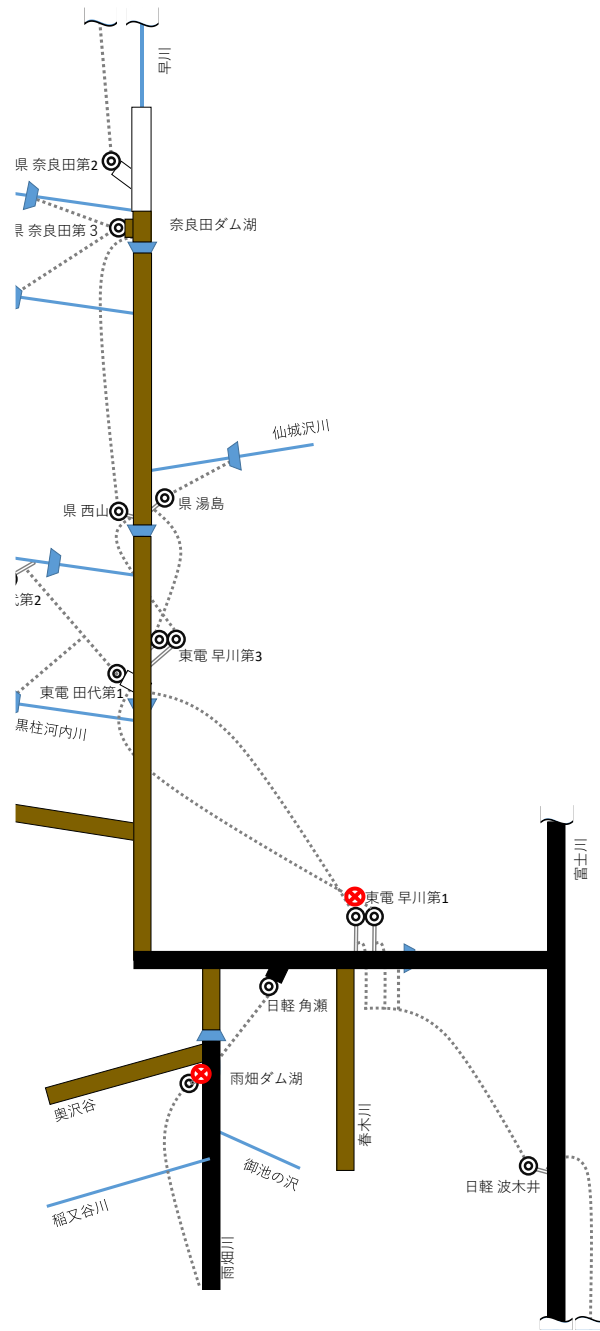 早川
県 奈良田第2
奈良田ダム湖
県 奈良田第３
仙城沢川
県 湯島
県 西山
第2
東電 早川第3
東電 田代第1
黒桂河内川
富士川
東電 早川第1
日軽 角瀬
雨畑ダム湖
奥沢谷
春木川
御池の沢
日軽 波木井
稲又谷川
雨畑川